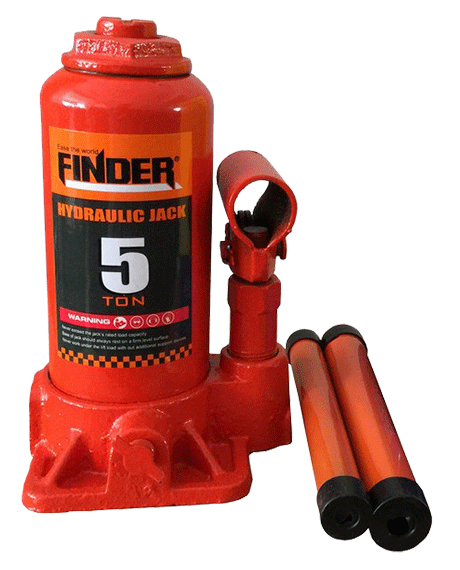 Ease the world
FINDER®
HYDRAULIC JACK
5
TON
WARNING
Never exceed the jack's rated load capacity.
Base of jack should always rest on a firm,level surface.
Never work under the lift load with out additional support devices